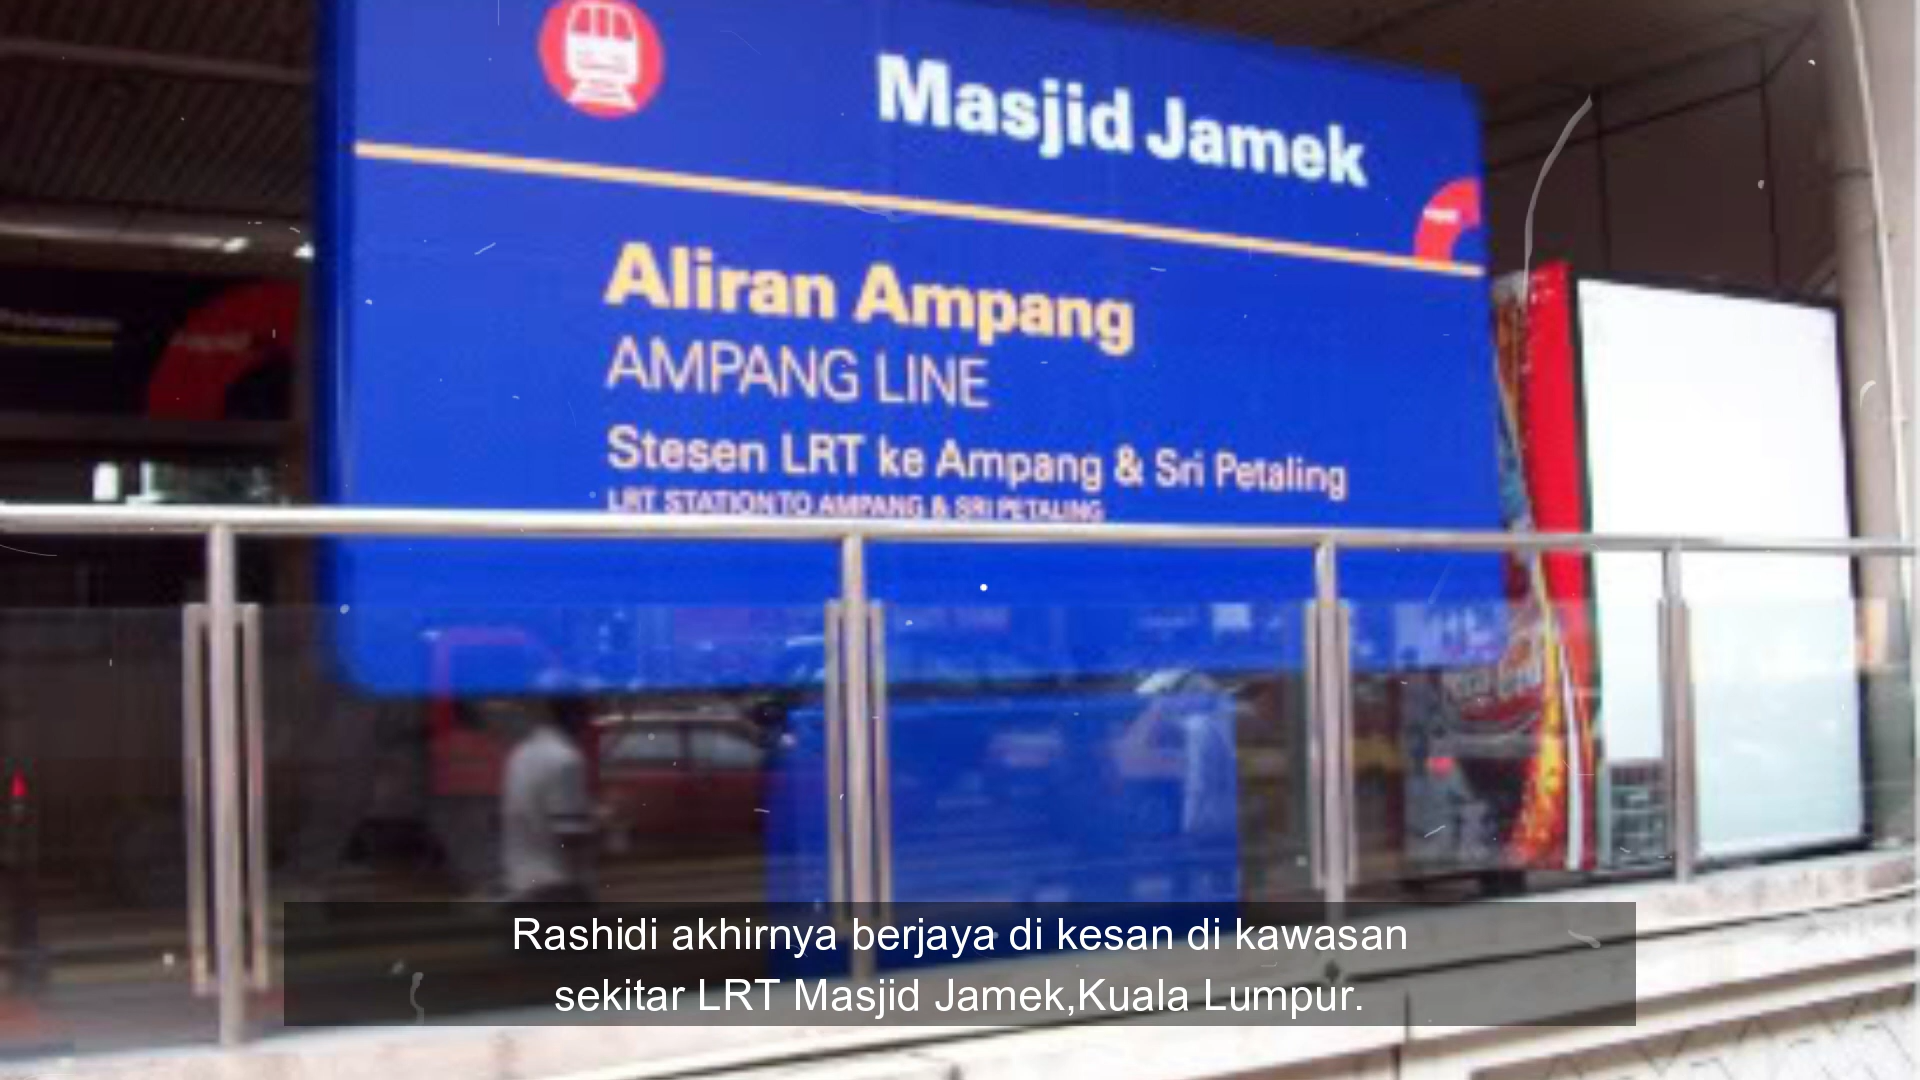 Masjid Jamek
Aliran Ampang
AMPANG LINE
Stesen LRT ke Ampang & Sri Petaling
LRT STATION TO AMPANG & SRI PETALING
Rashidi akhirnya berjaya di kesan di kawasan
sekitar LRT Masjid Jamek,Kuala Lumpur.